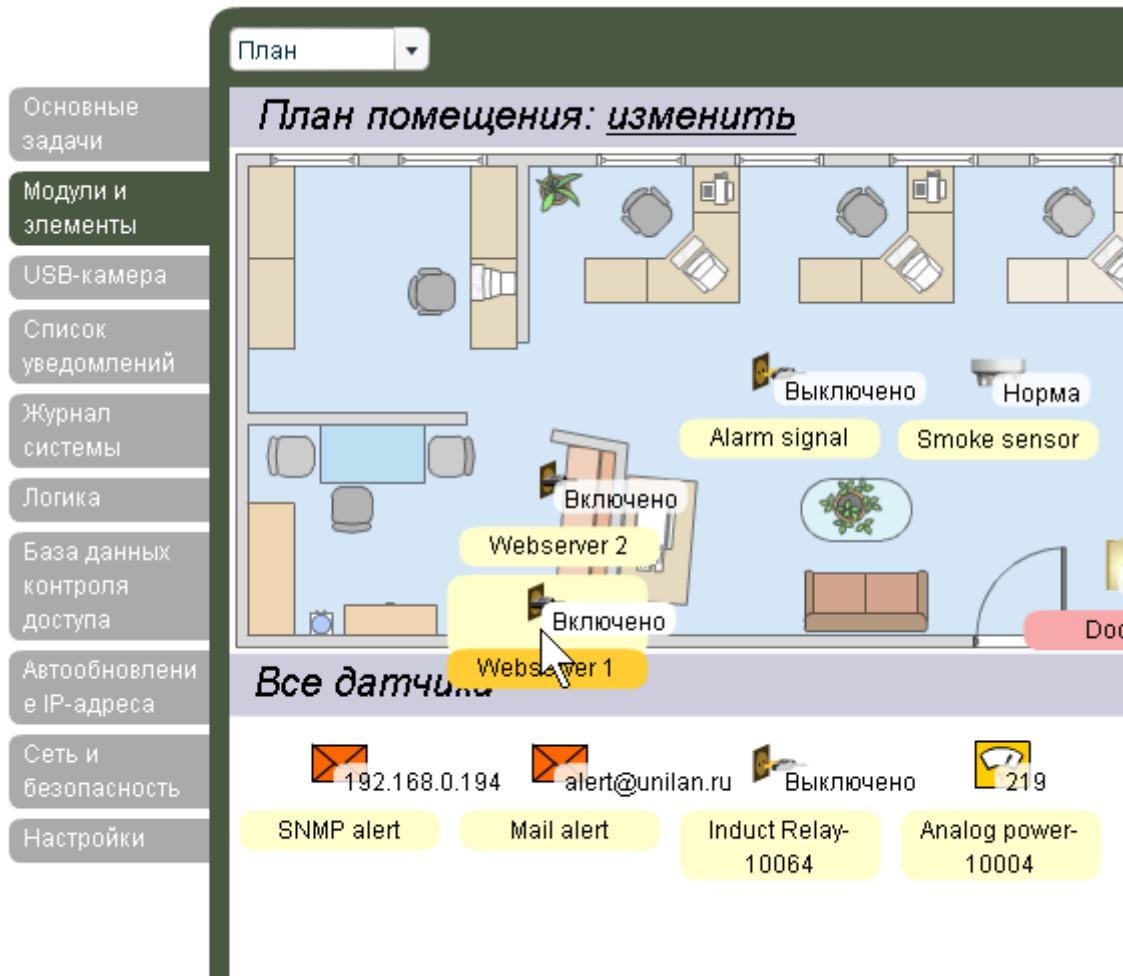 План
Основные
задачи
Модули и
элементы
USB-камера
Список
уведомлений
Журнал
системы
Логика
База данных
контроля
доступа
Автообновлени
е IP-адреса
Сеть и
безопасность
Настройки
План помещения: изменить
Выключено
Alarm signal
Норма
Smoke sensor
Включено
Webserver 2
Включено
Webserver 1
Doo
Все датчики
192.168.0.194
SNMP alert
alert@unilan.ru
Mail alert
Выключено
Induct Relay-
10064
219
Analog power-
10004